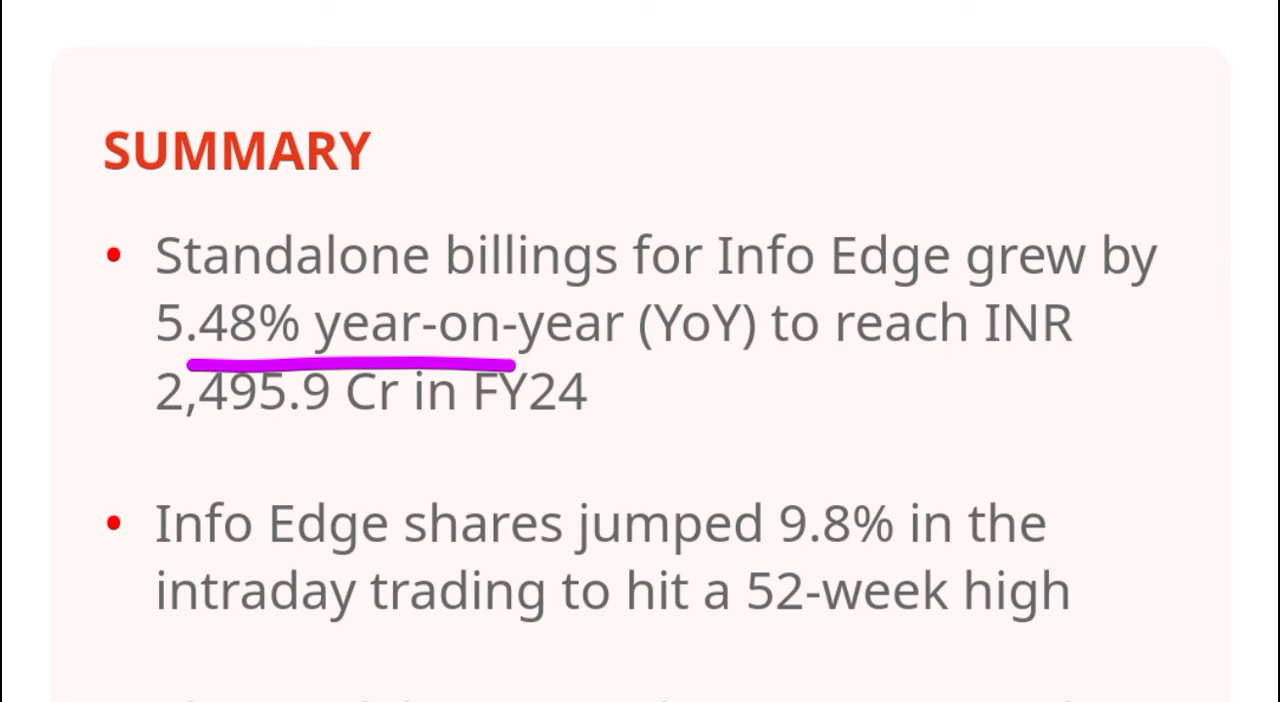 SUMMARY
• Standalone billings for Info Edge grew by
5.48% year-on-year (YoY) to reach INR
2,495.9 Cr in FY24
• Info Edge shares jumped 9.8% in the
intraday trading to hit a 52-week high